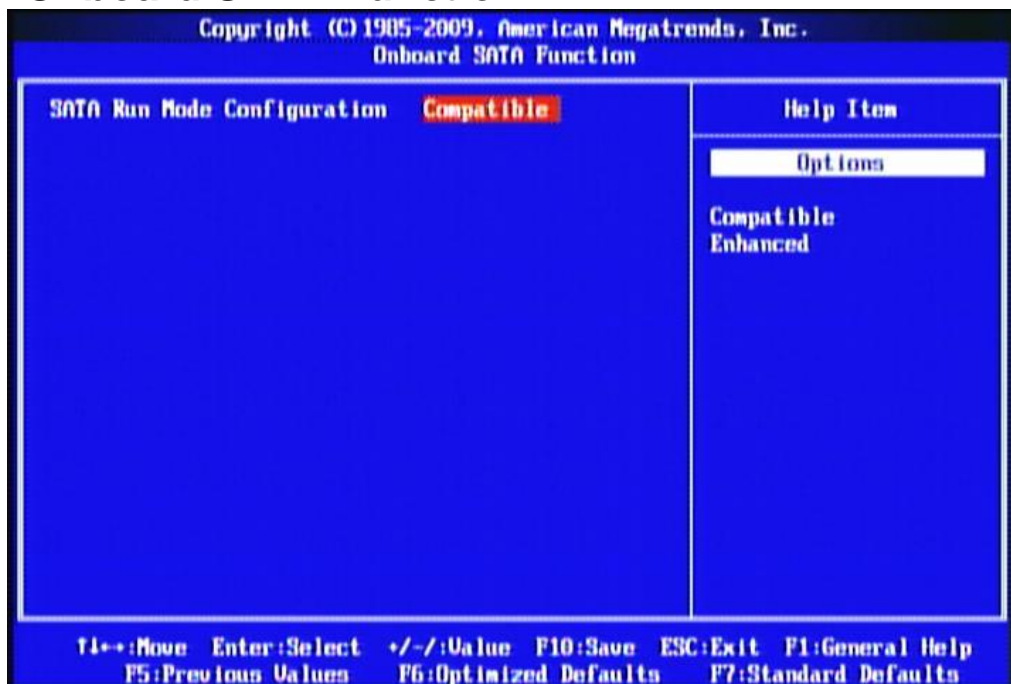 Copyright (C)1985-2009, American Megatrends, Inc.
Onboard SATA Function
SATA Run Mode Configuration Compatible
Help Item
Options
Compatible
Enhanced
↑↓←→:Move Enter:Select +/-/:Value F10:Save ESC:Exit F1:General Help
F5:Previous Values F6:Optimized Defaults F7:Standard Defaults